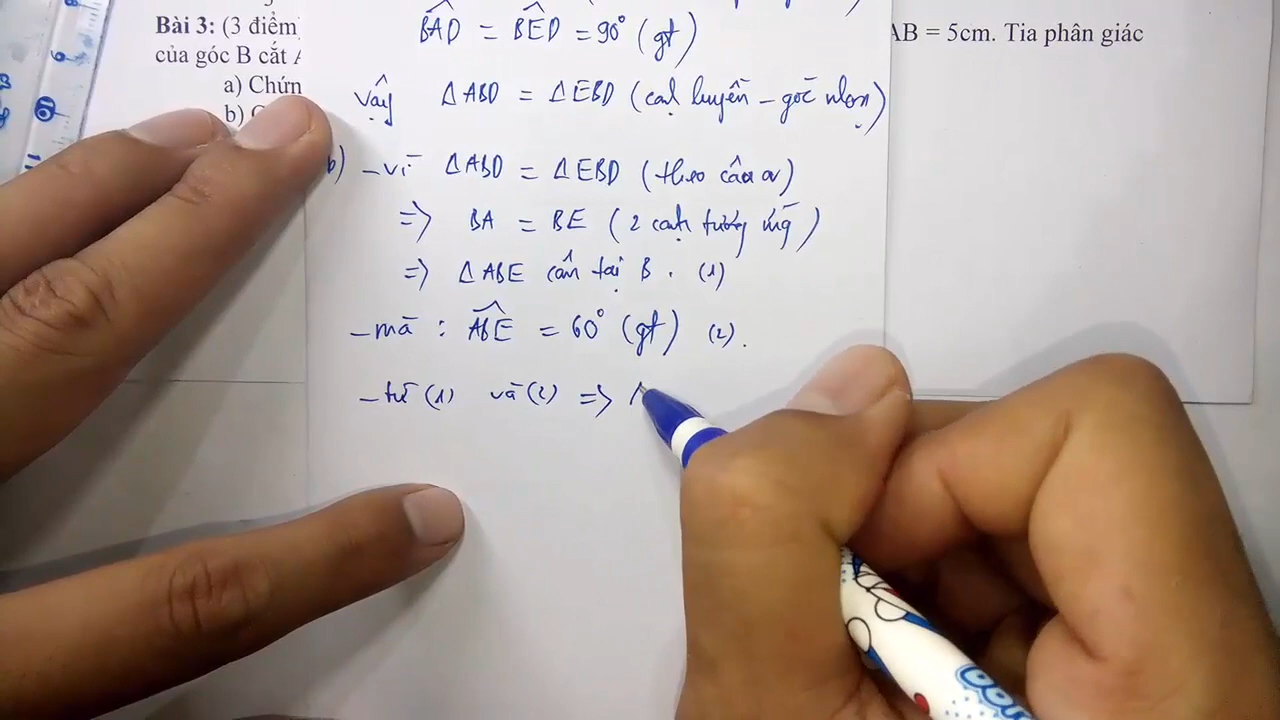 Bài 3: (3 điểm
AB = 5cm. Tia phân giác
của góc B cắt A
a) Chứn
b) C
BAD = BED = 90° (gt)
Vậy ΔABD = ΔEBD (cạnh huyền - góc nhọn)
b) - vì ΔABD = ΔEBD (theo câu a)
=> BA = BE (2 cạnh tương ứng)
=> ΔABE cân tại B. (1)
- mà : ABE = 60° (gt) (2).
- từ (1) và (2) =>
9
10